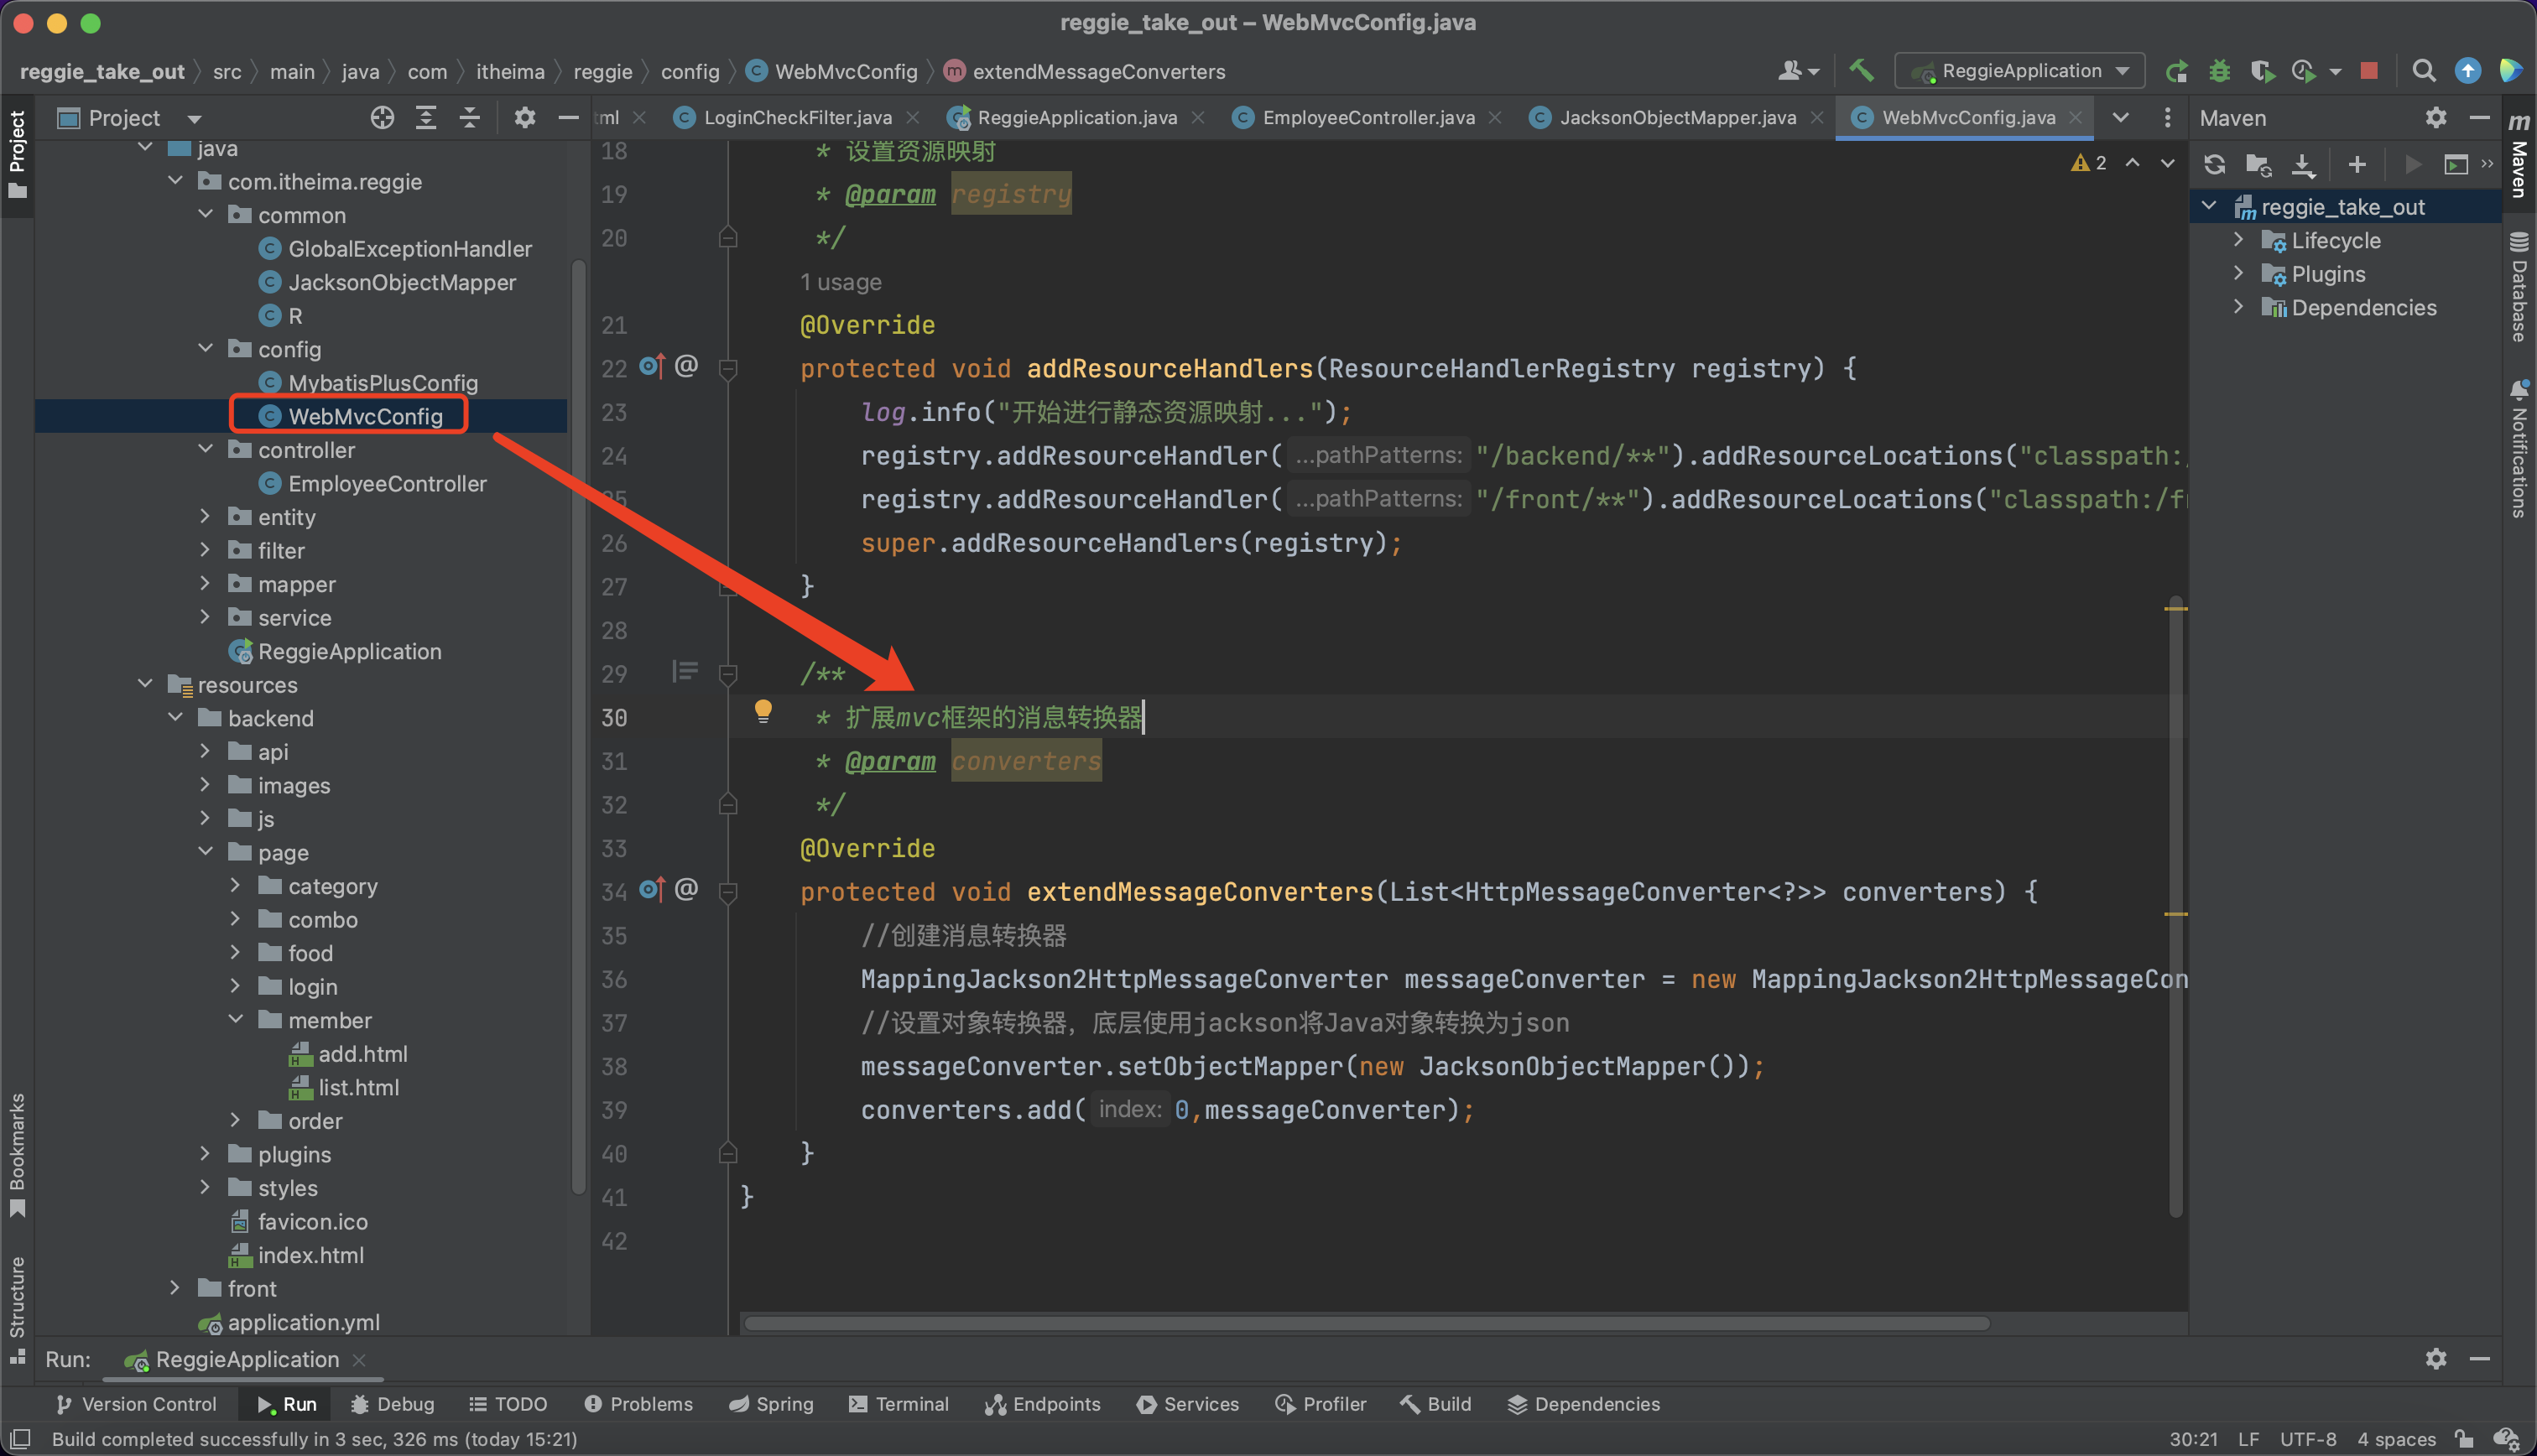 reggie_take_out – WebMvcConfig.java
reggie_take_out src main java com itheima reggie config WebMvcConfig extendMessageConverters
ReggieApplication
Project
LoginCheckFilter.java
ReggieApplication.java
EmployeeController.java
JacksonObjectMapper.java
WebMvcConfig.java
Maven
Project
java
com.itheima.reggie
common
GlobalExceptionHandler
JacksonObjectMapper
R
config
MybatisPlusConfig
WebMvcConfig
controller
EmployeeController
entity
filter
mapper
service
ReggieApplication
resources
backend
api
images
js
page
category
combo
food
login
member
add.html
list.html
order
plugins
styles
favicon.ico
index.html
front
application.yml
Bookmarks
Structure
2
18 * 设置资源映射
19 * @param registry
20 */
1 usage
21 @Override
22 protected void addResourceHandlers(ResourceHandlerRegistry registry) {
23 log.info("开始进行静态资源映射...");
24 registry.addResourceHandler( ...pathPatterns: "/backend/**").addResourceLocations("classpath:/
25 registry.addResourceHandler( ...pathPatterns: "/front/**").addResourceLocations("classpath:/fr
26 super.addResourceHandlers(registry);
27 }
28
29 /**
30 * 扩展mvc框架的消息转换器
31 * @param converters
32 */
33 @Override
34 protected void extendMessageConverters(List<HttpMessageConverter<?>> converters) {
35 //创建消息转换器
36 MappingJackson2HttpMessageConverter messageConverter = new MappingJackson2HttpMessageCon
37 //设置对象转换器，底层使用jackson将Java对象转换为json
38 messageConverter.setObjectMapper(new JacksonObjectMapper());
39 converters.add( index: 0,messageConverter);
40 }
41 }
42
reggie_take_out
Lifecycle
Plugins
Dependencies
Maven
Database
Notifications
Run: ReggieApplication
Version Control Run Debug TODO Problems Spring Terminal Endpoints Services Profiler Build Dependencies
Build completed successfully in 3 sec, 326 ms (today 15:21)
30:21 LF UTF-8 4 spaces